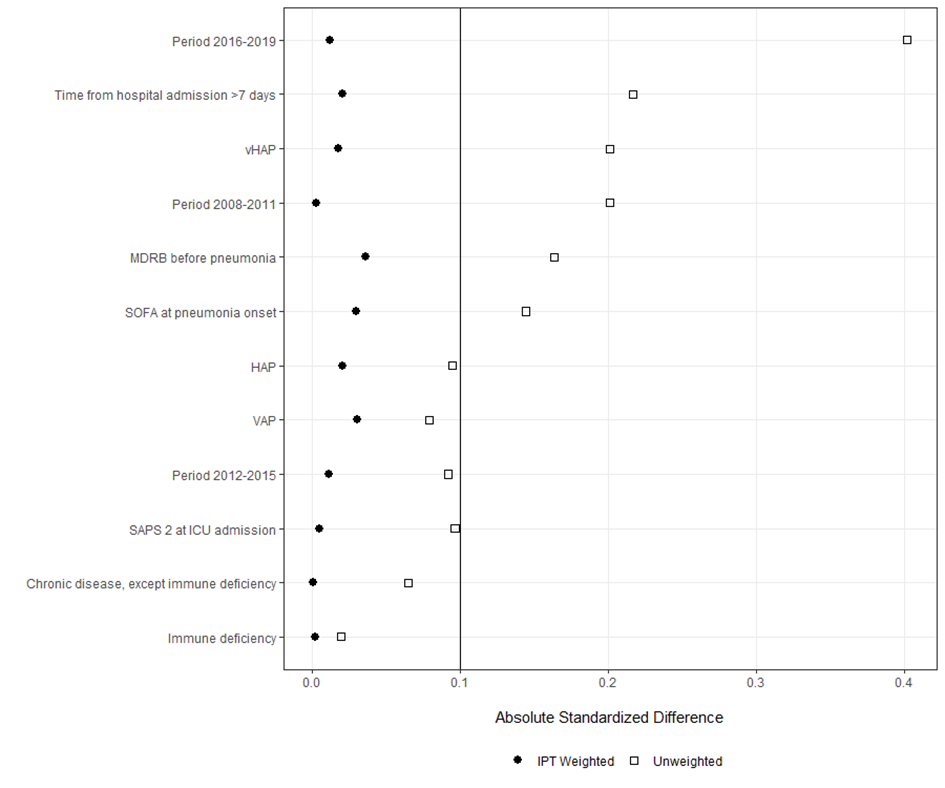 Period 2016-2019
Time from hospital admission >7 days
vHAP
Period 2008-2011
MDRB before pneumonia
SOFA at pneumonia onset
HAP
VAP
Period 2012-2015
SAPS 2 at ICU admission
Chronic disease, except immune deficiency
Immune deficiency
0.0 0.1 0.2 0.3 0.4
Absolute Standardized Difference
IPT Weighted Unweighted